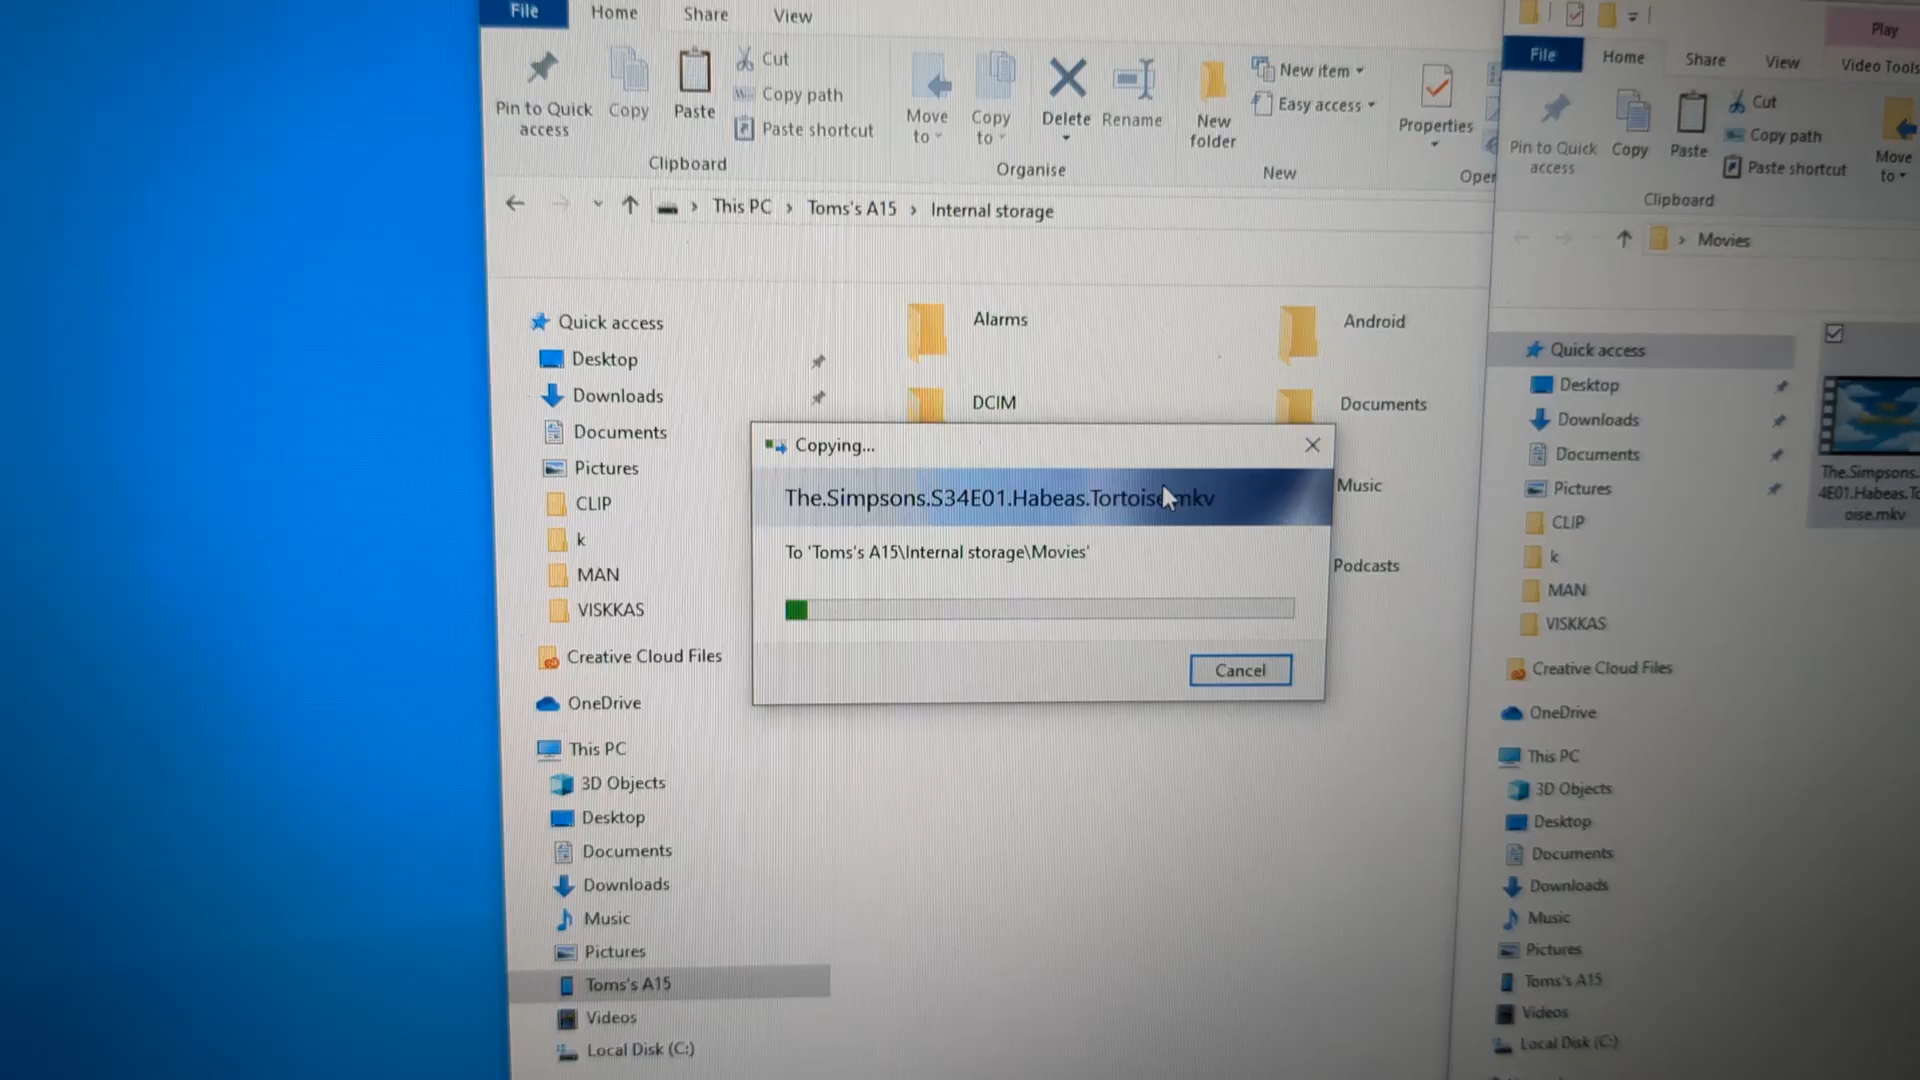 File
Home
Share
View
Pin to Quick
access
Copy
Paste
Cut
Copy path
Paste shortcut
Clipboard
Move
to
Copy
to
Delete
Rename
Organise
New
folder
New item
Easy access
New
Properties
This PC > Toms's A15 > Internal storage
Quick access
Desktop
Downloads
Documents
Pictures
CLIP
k
MAN
VISKKAS
Creative Cloud Files
OneDrive
This PC
3D Objects
Desktop
Documents
Downloads
Music
Pictures
Toms's A15
Videos
Local Disk (C:)
Alarms
Android
DCIM
Documents
Music
Podcasts
Copying...
The.Simpsons.S34E01.Habeas.Tortoise.mkv
To 'Toms's A15\Internal storage\Movies'
Cancel
Play
File
Home
Share
View
Video Tools
Pin to Quick
access
Copy
Paste
Cut
Copy path
Paste shortcut
Clipboard
Move
to
> Movies
Quick access
Desktop
Downloads
Documents
Pictures
CLIP
k
MAN
VISKKAS
Creative Cloud Files
OneDrive
This PC
3D Objects
Desktop
Documents
Downloads
Music
Pictures
Toms's A15
Videos
Local Disk (C:)
The.Simpsons.
4E01.Habeas.To
oise.mkv